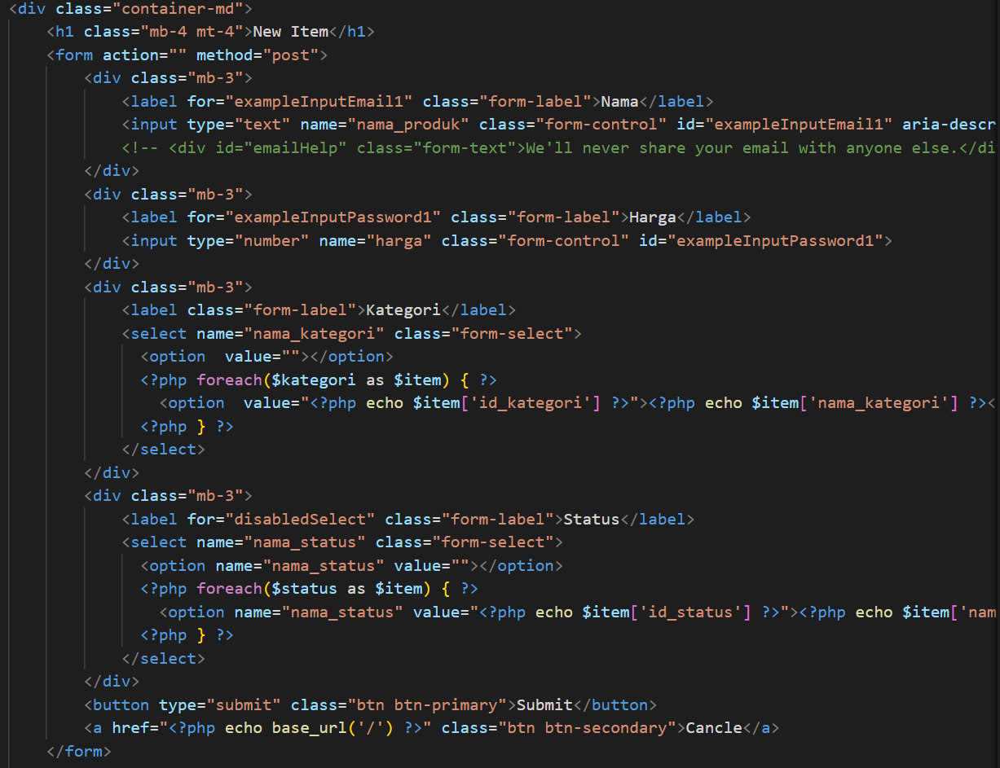 <div class="container-md">
<h1 class="mb-4 mt-4">New Item</h1>
<form action="" method="post">
<div class="mb-3">
<label for="exampleInputEmail1" class="form-label">Nama</label>
<input type="text" name="nama_produk" class="form-control" id="exampleInputEmail1" aria-descr
<!-- <div id="emailHelp" class="form-text">We'll never share your email with anyone else.</di
</div>
<div class="mb-3">
<label for="exampleInputPassword1" class="form-label">Harga</label>
<input type="number" name="harga" class="form-control" id="exampleInputPassword1">
</div>
<div class="mb-3">
<label class="form-label">Kategori</label>
<select name="nama_kategori" class="form-select">
<option  value=""></option>
<?php foreach($kategori as $item) { ?>
<option  value="<?php echo $item['id_kategori'] ?>"><?php echo $item['nama_kategori'] ?><
<?php } ?>
</select>
</div>
<div class="mb-3">
<label for="disabledSelect" class="form-label">Status</label>
<select name="nama_status" class="form-select">
<option name="nama_status" value=""></option>
<?php foreach($status as $item) { ?>
<option name="nama_status" value="<?php echo $item['id_status'] ?>"><?php echo $item['nam
<?php } ?>
</select>
</div>
<button type="submit" class="btn btn-primary">Submit</button>
<a href="<?php echo base_url('/') ?>" class="btn btn-secondary">Cancle</a>
</form>